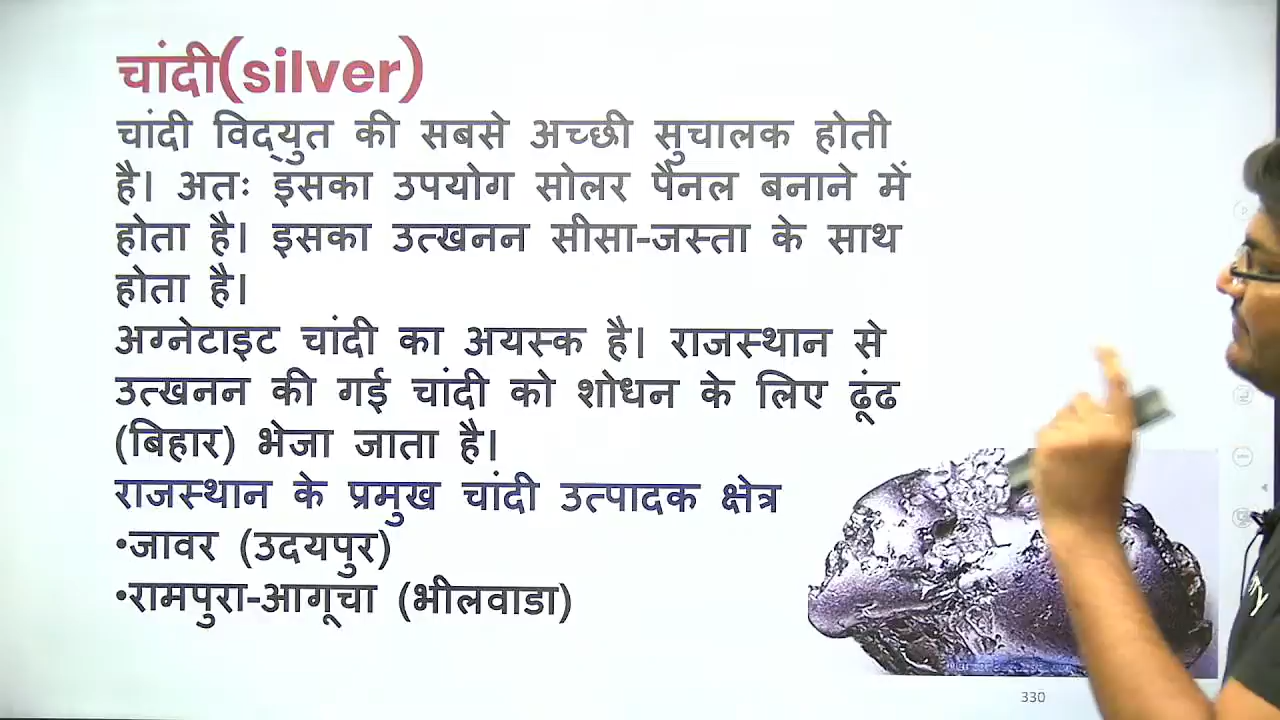 चांदी(silver)
चांदी विद्युत की सबसे अच्छी सुचालक होती
है। अतः इसका उपयोग सोलर पैनल बनाने में
होता है। इसका उत्खनन सीसा-जस्ता के साथ
होता है।
अग्नेटाइट चांदी का अयस्क है। राजस्थान से
उत्खनन की गई चांदी को शोधन के लिए ढूंढ
(बिहार) भेजा जाता है।
राजस्थान के प्रमुख चांदी उत्पादक क्षेत्र
•जावर (उदयपुर)
•रामपुरा-आगूचा (भीलवाडा)
330